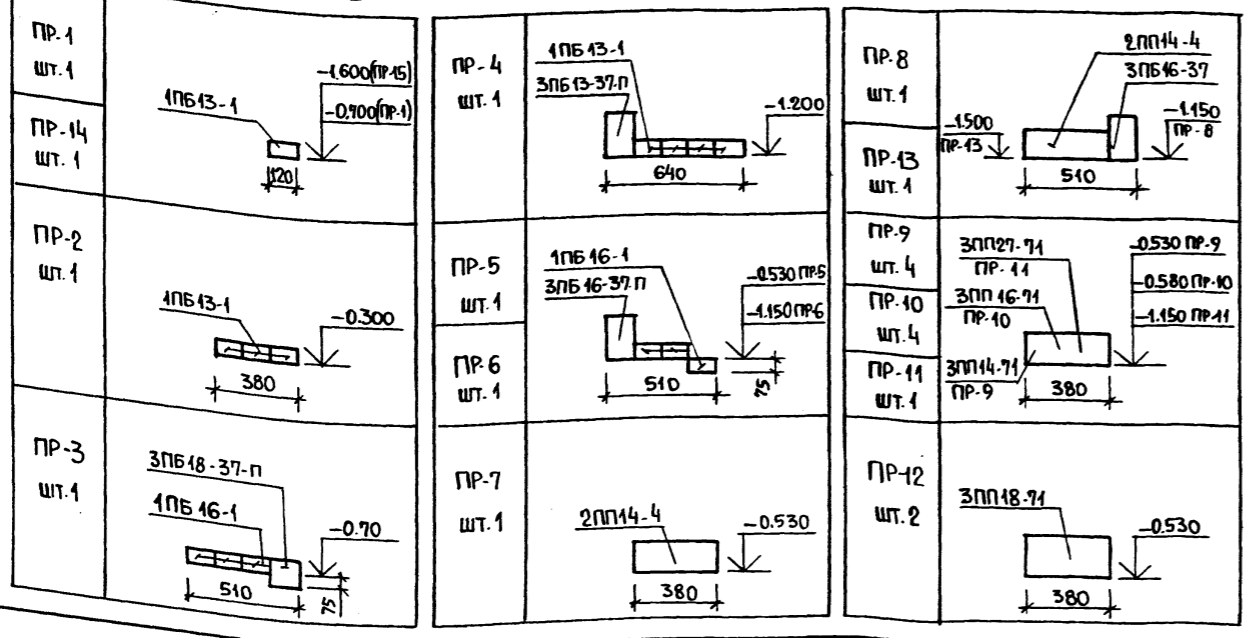 ПР-1
шт.1
1ПБ13-1
-1.600(ПР-15)
-0.900(ПР-1)
ПР-14
шт.1
120
ПР-2
шт.1
1ПБ13-1
-0.300
380
ПР-3
шт.1
3ПБ18-37-П
1ПБ16-1
-0.70
510
75
ПР-4
шт.1
1ПБ13-1
3ПБ13-37-П
-1.200
640
ПР-5
шт.1
1ПБ16-1
3ПБ16-37.П
-0.530 ПР-5
-1.150 ПР-6
ПР-6
шт.1
510
75
ПР-7
шт.1
2ПП14-4
-0.530
380
ПР-8
шт.1
2ПП14-4
3ПБ16-37
-1.500
ПР-13
-1.150
ПР-8
ПР-13
шт.1
510
ПР-9
шт.4
3ПП27-71
ПР-11
-0.530 ПР-9
-0.580 ПР-10
-1.150 ПР-11
ПР-10
шт.4
3ПП16-71
ПР-10
ПР-11
шт.1
3ПП14-71
ПР-9
380
ПР-12
шт.2
3ПП18-71
-0.530
380